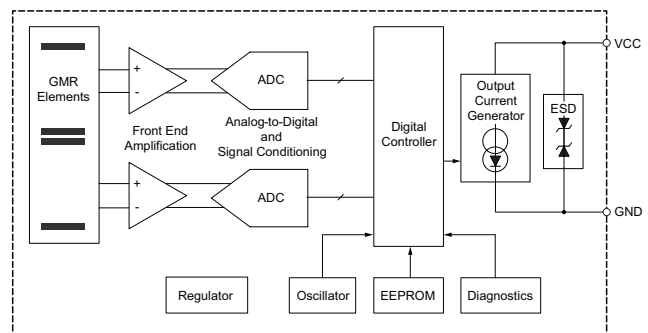 GMR
Elements
+
-
+
-
Front End
Amplification
ADC
Analog-to-Digital
and
Signal Conditioning
ADC
Digital
Controller
Output
Current
Generator
ESD
VCC
GND
Regulator
Oscillator
EEPROM
Diagnostics